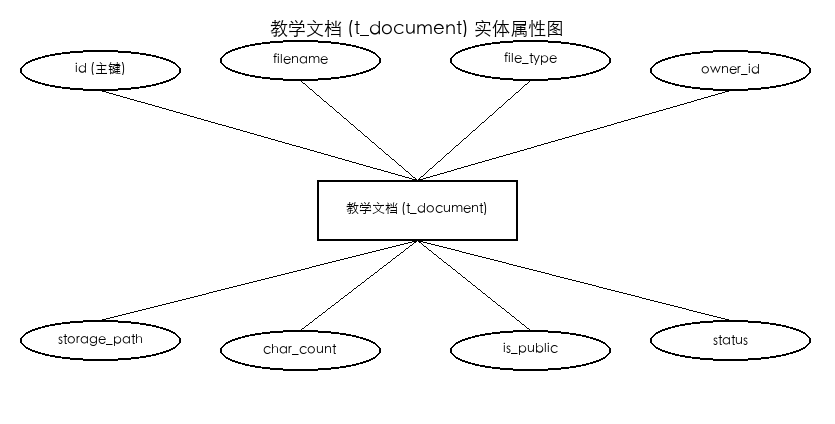 教学文档 (t_document) 实体属性图
id (主键)
filename
file_type
owner_id
教学文档 (t_document)
storage_path
char_count
is_public
status